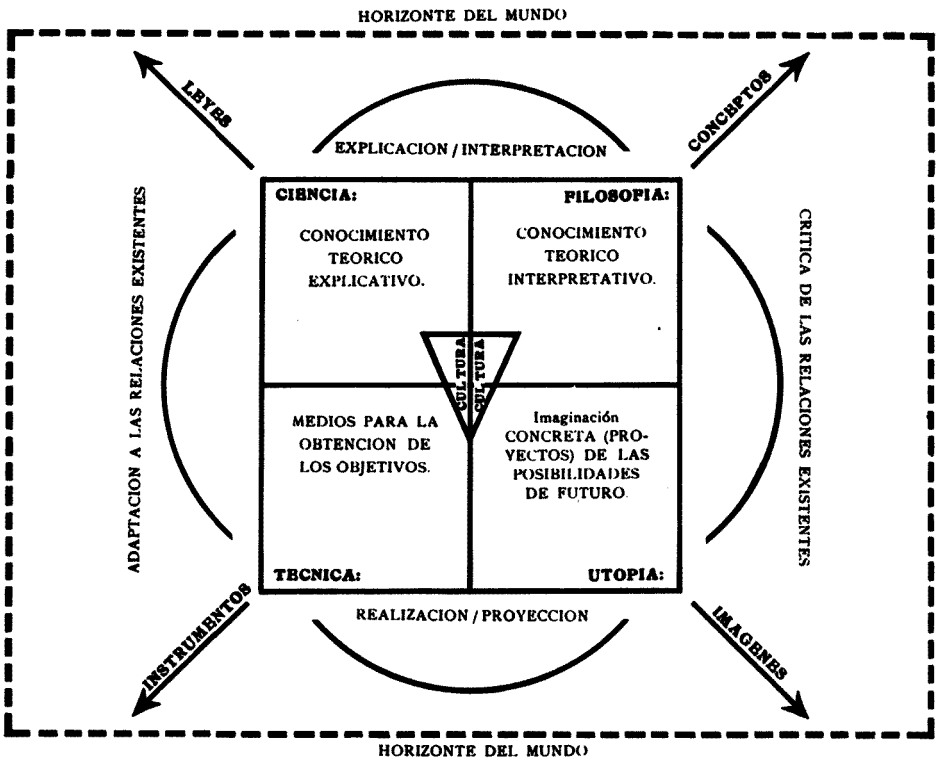 HORIZONTE DEL MUNDO
LEYES
CONCEPTOS
EXPLICACION / INTERPRETACION
ADAPTACION A LAS RELACIONES EXISTENTES
CRITICA DE LAS RELACIONES EXISTENTES
CIENCIA:
CONOCIMIENTO
TEORICO
EXPLICATIVO.
FILOSOFIA:
CONOCIMIENTO
TEORICO
INTERPRETATIVO.
CULTURA
CULTURA
MEDIOS PARA LA
OBTENCION DE
LOS OBJETIVOS.
TECNICA:
Imaginación
CONCRETA (PRO-
YECTOS) DE LAS
POSIBILIDADES
DE FUTURO.
UTOPIA:
REALIZACION / PROYECCION
INSTRUMENTOS
IMAGENES
HORIZONTE DEL MUNDO